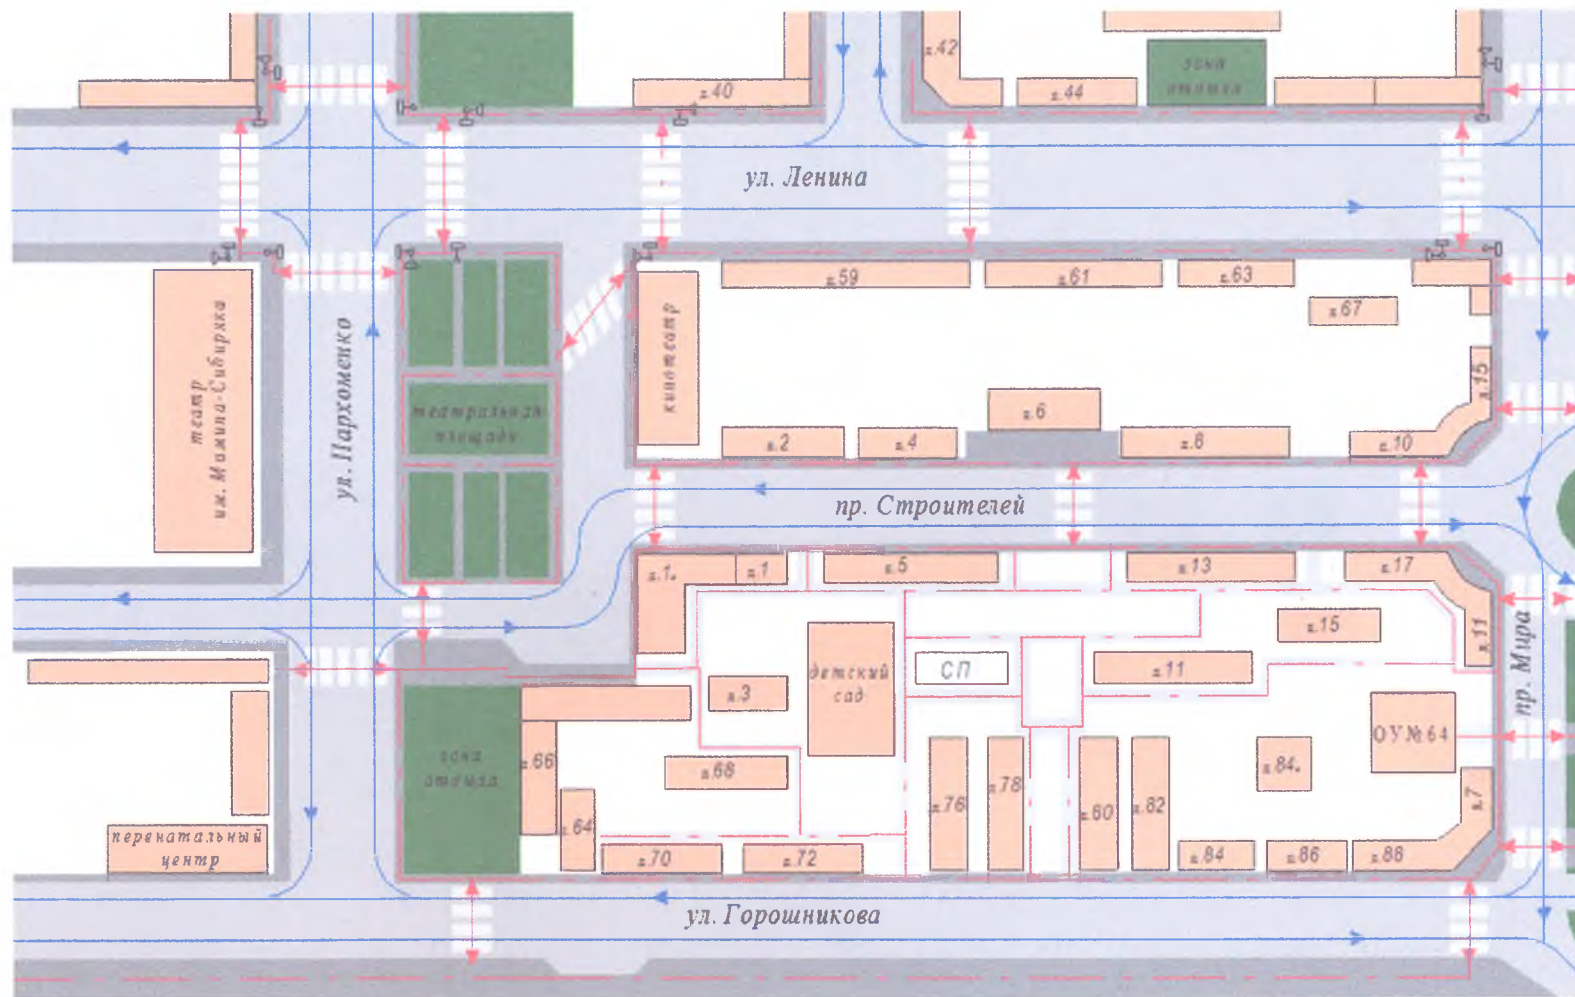 д.42
зона
отдыха
д.40
д.44
ул. Ленина
театр
им. Мамина-Сибиряка
ул. Пархоменко
кинотеатр
д.59
д.61
д.63
д.67
д.15
театральная
площадь
д.6
д.2
д.4
д.8
д.10
пр. Строителей
д.1а
д.1
д.5
д.13
д.17
д.15
д.11
пр. Мира
детский
сад
СП
д.11
д.3
ОУ№64
зона
отдыха
д.66
д.68
д.84а
д.64
д.76
д.78
д.80
д.82
д.7
перенатальный
центр
д.70
д.72
д.84
д.86
д.88
ул. Горошникова